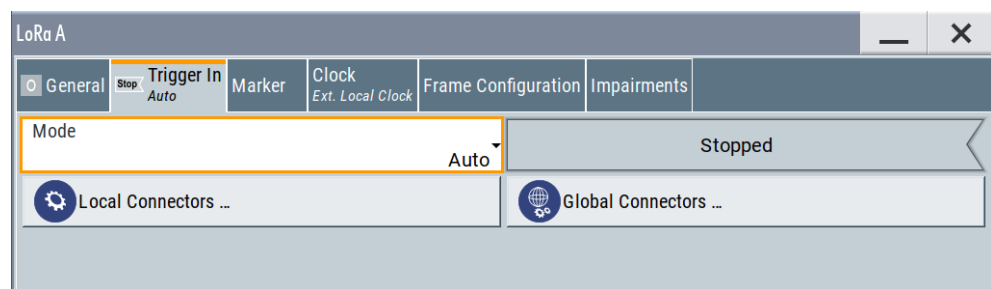 LoRa A
O General
Stop Trigger In
Auto
Marker
Clock
Ext. Local Clock
Frame Configuration
Impairments
Mode
Auto
Stopped
Local Connectors ...
Global Connectors ...